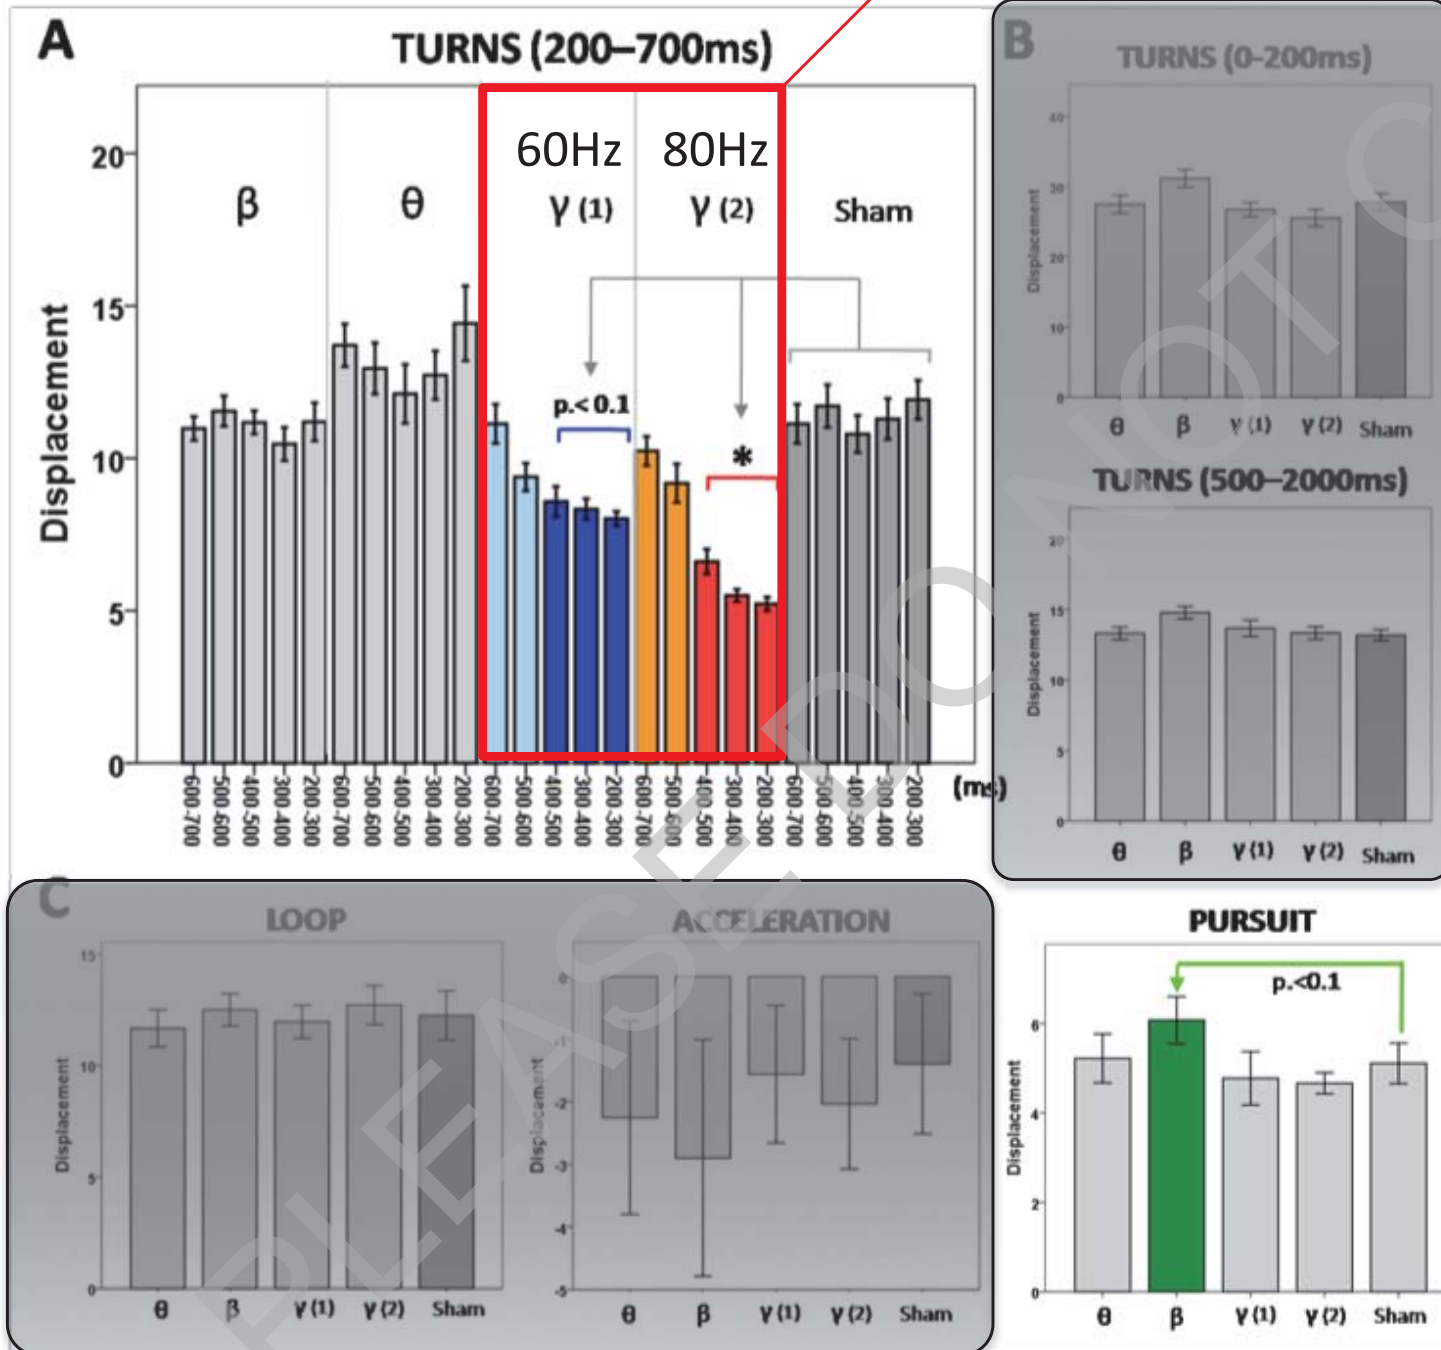 A
TURNS (200–700ms)
60Hz 80Hz
β θ γ (1) γ (2) Sham
p.< 0.1
*
Displacement
20
15
10
5
0
600-700 500-600 400-500 300-400 200-300 600-700 500-600 400-500 300-400 200-300 600-700 500-600 400-500 300-400 200-300 600-700 500-600 400-500 300-400 200-300 600-700 500-600 400-500 300-400 200-300 (ms)
B
TURNS (0-200ms)
Displacement
40
30
20
10
0
θ β γ (1) γ (2) Sham
TURNS (500–2000ms)
Displacement
20
15
10
5
0
θ β γ (1) γ (2) Sham
C
LOOP
Displacement
15
10
5
0
θ β γ (1) γ (2) Sham
ACCELERATION
Displacement
0
-1
-2
-3
-4
-5
θ β γ (1) γ (2) Sham
PURSUIT
p.<0.1
Displacement
6
4
2
0
θ β γ (1) γ (2) Sham
PLEASE DO NOT C